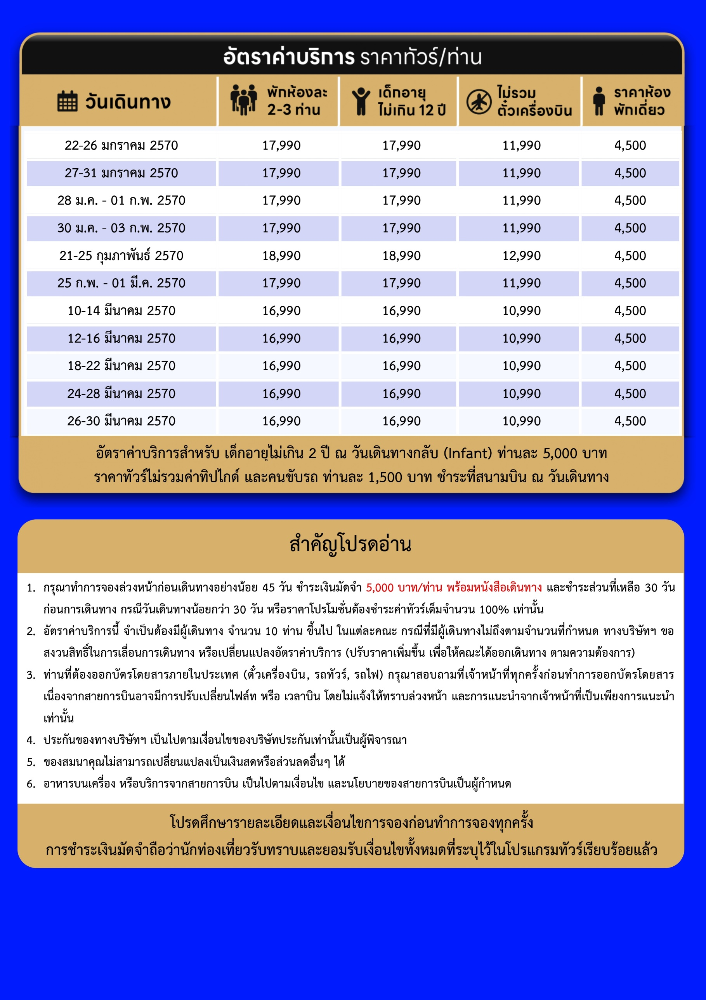 อัตราค่าบริการ ราคาทัวร์/ท่าน
วันเดินทาง พักห้องละ 2-3 ท่าน เด็กอายุ ไม่เกิน 12 ปี ไม่รวม ตั๋วเครื่องบิน ราคาห้อง พักเดี่ยว
22-26 มกราคม 2570 17,990 17,990 11,990 4,500
27-31 มกราคม 2570 17,990 17,990 11,990 4,500
28 ม.ค. - 01 ก.พ. 2570 17,990 17,990 11,990 4,500
30 ม.ค. - 03 ก.พ. 2570 17,990 17,990 11,990 4,500
21-25 กุมภาพันธ์ 2570 18,990 18,990 12,990 4,500
25 ก.พ. - 01 มี.ค. 2570 17,990 17,990 11,990 4,500
10-14 มีนาคม 2570 16,990 16,990 10,990 4,500
12-16 มีนาคม 2570 16,990 16,990 10,990 4,500
18-22 มีนาคม 2570 16,990 16,990 10,990 4,500
24-28 มีนาคม 2570 16,990 16,990 10,990 4,500
26-30 มีนาคม 2570 16,990 16,990 10,990 4,500
อัตราค่าบริการสำหรับ เด็กอายุไม่เกิน 2 ปี ณ วันเดินทางกลับ (Infant) ท่านละ 5,000 บาท
ราคาทัวร์ไม่รวมค่าทิปไกด์ และคนขับรถ ท่านละ 1,500 บาท ชำระที่สนามบิน ณ วันเดินทาง
สำคัญโปรดอ่าน
1. กรุณาทำการจองล่วงหน้าก่อนเดินทางอย่างน้อย 45 วัน ชำระเงินมัดจำ 5,000 บาท/ท่าน พร้อมหนังสือเดินทาง และชำระส่วนที่เหลือ 30 วัน
ก่อนการเดินทาง กรณีวันเดินทางน้อยกว่า 30 วัน หรือราคาโปรโมชั่นต้องชำระค่าทัวร์เต็มจำนวน 100% เท่านั้น
2. อัตราค่าบริการนี้ จำเป็นต้องมีผู้เดินทาง จำนวน 10 ท่าน ขึ้นไป ในแต่ละคณะ กรณีที่มีผู้เดินทางไม่ถึงตามจำนวนที่กำหนด ทางบริษัทฯ ขอ
สงวนสิทธิ์ในการเลื่อนการเดินทาง หรือเปลี่ยนแปลงอัตราค่าบริการ (ปรับราคาเพิ่มขึ้น เพื่อให้คณะได้ออกเดินทาง ตามความต้องการ)
3. ท่านที่ต้องออกบัตรโดยสารภายในประเทศ (ตั๋วเครื่องบิน, รถทัวร์, รถไฟ) กรุณาสอบถามที่เจ้าหน้าที่ทุกครั้งก่อนทำการออกบัตรโดยสาร
เนื่องจากสายการบินอาจมีการปรับเปลี่ยนไฟล์ท หรือ เวลาบิน โดยไม่แจ้งให้ทราบล่วงหน้า และการแนะนำจากเจ้าหน้าที่เป็นเพียงการแนะนำ
เท่านั้น
4. ประกันของทางบริษัทฯ เป็นไปตามเงื่อนไขของบริษัทประกันเท่านั้นเป็นผู้พิจารณา
5. ของสมนาคุณไม่สามารถเปลี่ยนแปลงเป็นเงินสดหรือส่วนลดอื่นๆ ได้
6. อาหารบนเครื่อง หรือบริการจากสายการบิน เป็นไปตามเงื่อนไข และนโยบายของสายการบินเป็นผู้กำหนด
โปรดศึกษารายละเอียดและเงื่อนไขการจองก่อนทำการจองทุกครั้ง
การชำระเงินมัดจำถือว่านักท่องเที่ยวรับทราบและยอมรับเงื่อนไขทั้งหมดที่ระบุไว้ในโปรแกรมทัวร์เรียบร้อยแล้ว